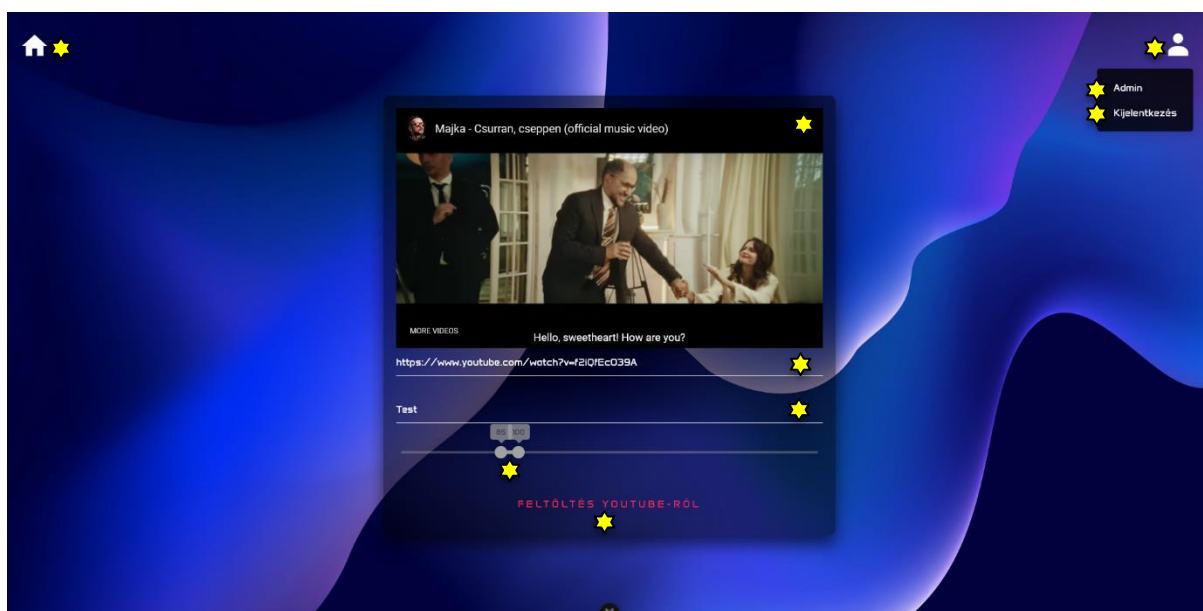 Admin
Kijelentkezés
Majka - Csurran, cseppen (official music video)
MORE VIDEOS
Hello, sweetheart! How are you?
https://www.youtube.com/watch?v=f2iQfEcO39A
Test
85 100
FELTÖLTÉS YOUTUBE-RÓL